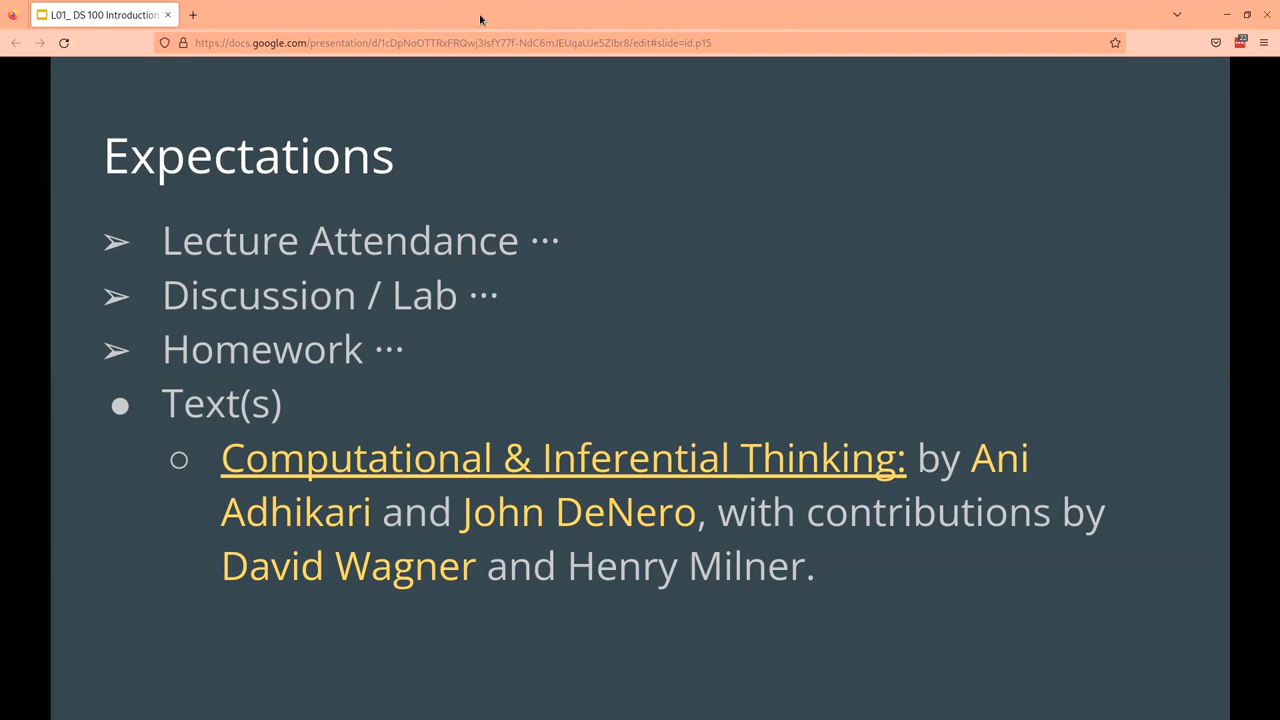 L01_ DS 100 Introduction
https://docs.google.com/presentation/d/1cDpNoOTTRxFRQwj3IsfY77f-NdC6mJEUqaUJe5ZIbr8/edit#slide=id.p15
22
Expectations
➢ Lecture Attendance ···
➢ Discussion / Lab ···
➢ Homework ···
● Text(s)
○ Computational & Inferential Thinking: by Ani
Adhikari and John DeNero, with contributions by
David Wagner and Henry Milner.